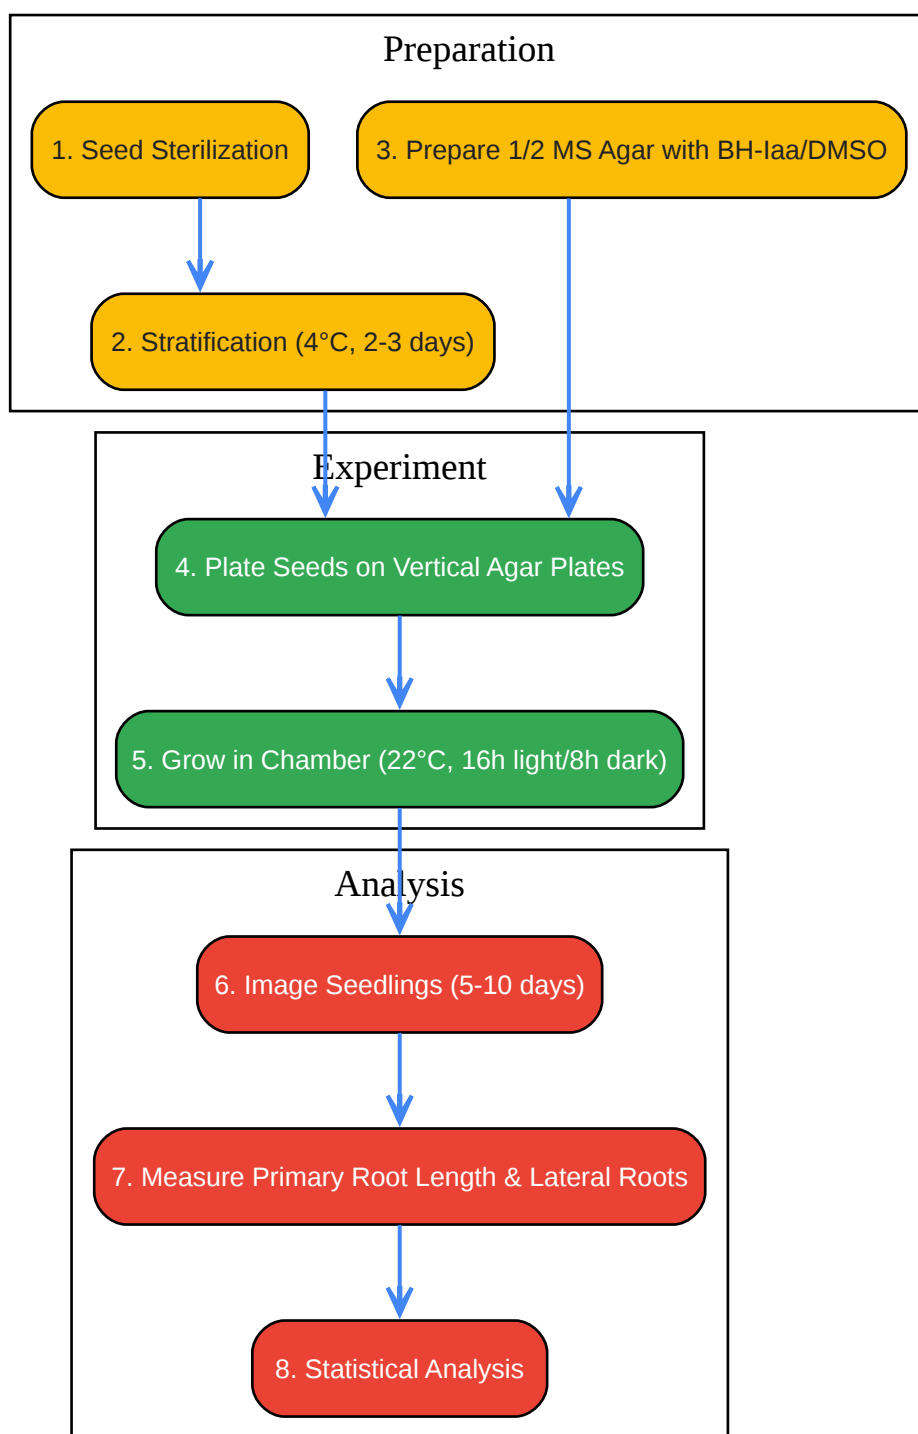 Preparation
1. Seed Sterilization
3. Prepare 1/2 MS Agar with BH-Iaa/DMSO
2. Stratification (4°C, 2-3 days)
Experiment
4. Plate Seeds on Vertical Agar Plates
5. Grow in Chamber (22°C, 16h light/8h dark)
Analysis
6. Image Seedlings (5-10 days)
7. Measure Primary Root Length & Lateral Roots
8. Statistical Analysis